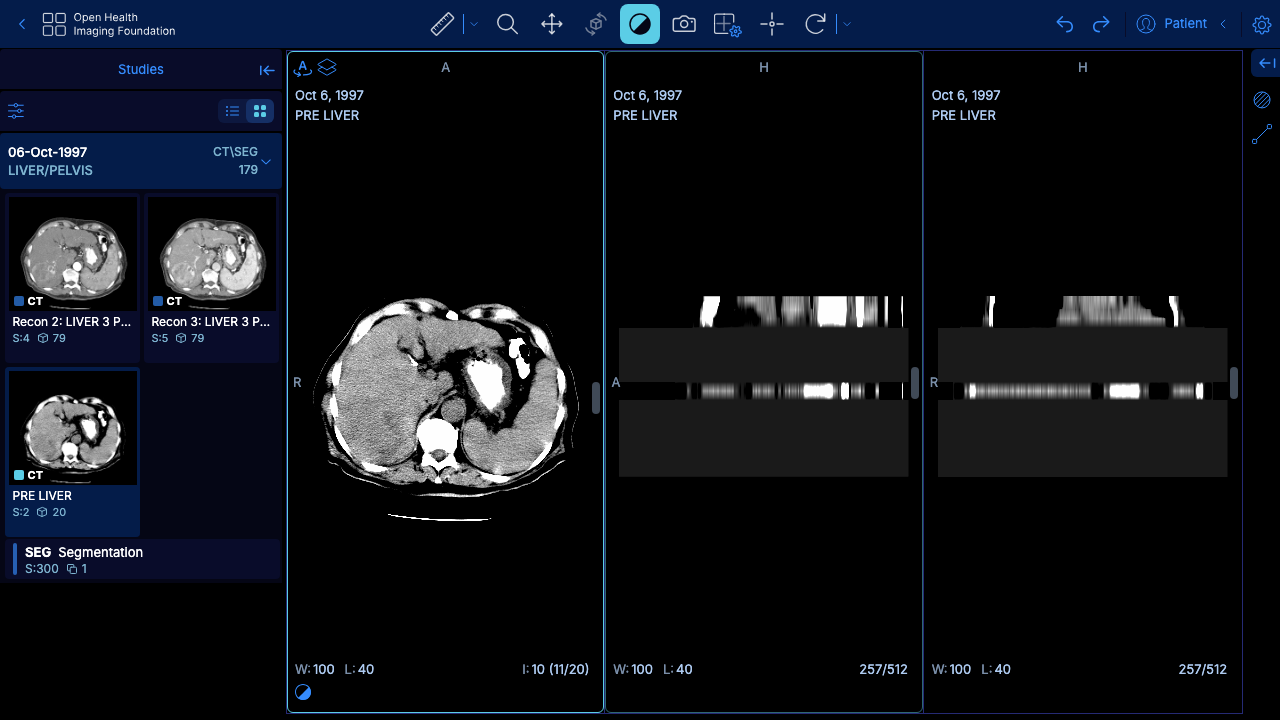 Open Health
Imaging Foundation
Patient
Studies
06-Oct-1997
CT\SEG
LIVER/PELVIS
179
CT
CT
Recon 2: LIVER 3 P...
Recon 3: LIVER 3 P...
S:4 79
S:5 79
CT
PRE LIVER
S:2 20
SEG Segmentation
S:300 1
A
A
Oct 6, 1997
PRE LIVER
R
W: 100 L: 40
I: 10 (11/20)
H
Oct 6, 1997
PRE LIVER
A
W: 100 L: 40
257/512
H
Oct 6, 1997
PRE LIVER
R
W: 100 L: 40
257/512